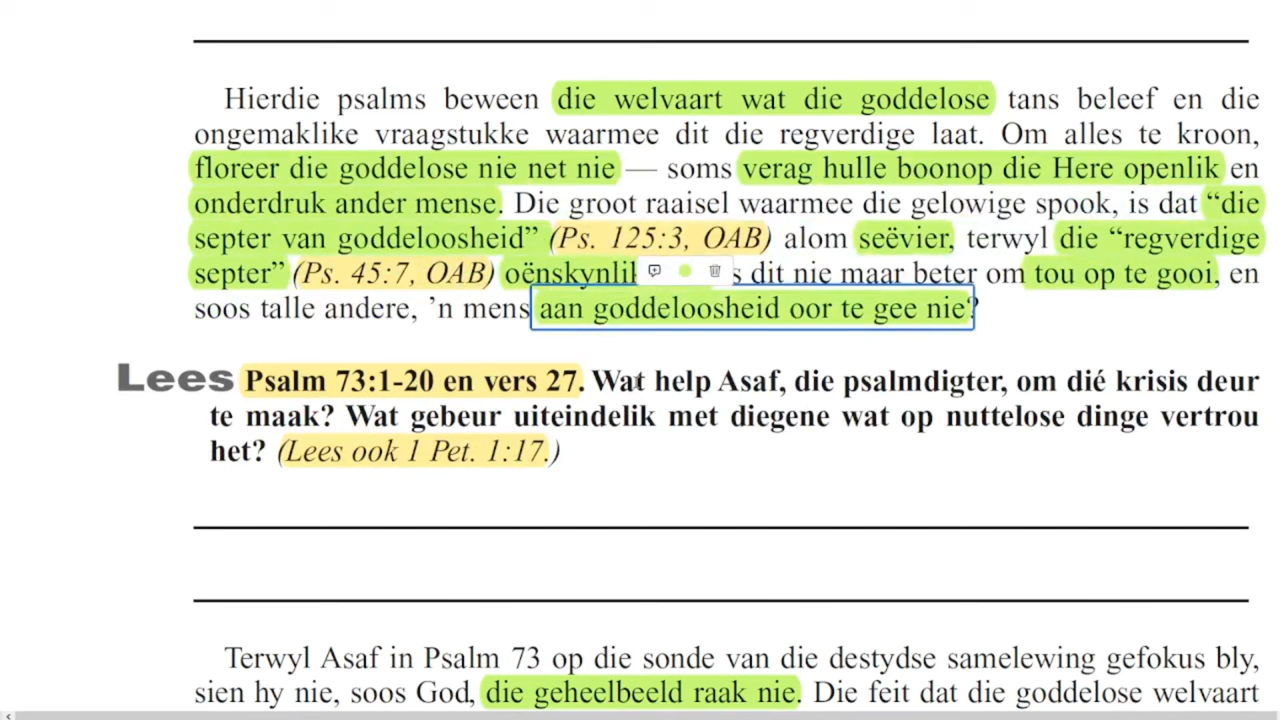 Hierdie psalms beween die welvaart wat die goddelose tans beleef en die
ongemaklike vraagstukke waarmee dit die regverdige laat. Om alles te kroon,
floreer die goddelose nie net nie — soms verag hulle boonop die Here openlik en
onderdruk ander mense. Die groot raaisel waarmee die gelowige spook, is dat “die
septer van goddeloosheid” (Ps. 125:3, OAB) alom seëvier, terwyl die “regverdige
septer” (Ps. 45:7, OAB) dit nie maar beter om tou op te gooi, en
soos talle andere, ’n mens aan goddeloosheid oor te gee nie?
Lees Psalm 73:1-20 en vers 27. Wat help Asaf, die psalmdigter, om dié krisis deur
te maak? Wat gebeur uiteindelik met diegene wat op nuttelose dinge vertrou
het? (Lees ook 1 Pet. 1:17.)
Terwyl Asaf in Psalm 73 op die sonde van die destydse samelewing gefokus bly,
sien hy nie, soos God, die geheelbeeld raak nie. Die feit dat die goddelose welvaart